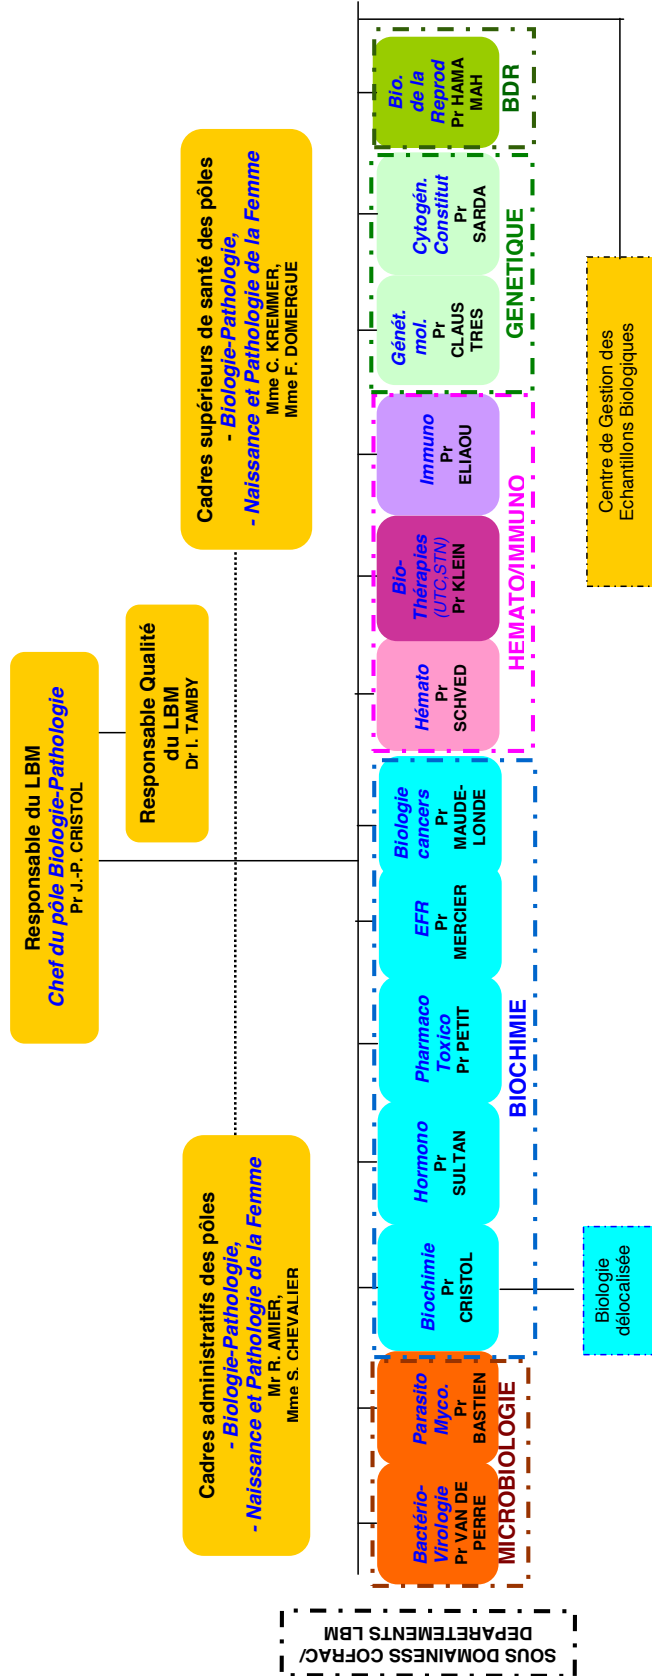 Responsable du LBM
Chef du pôle Biologie-Pathologie
Pr J.-P. CRISTOL
Responsable Qualité
du LBM
Dr I. TAMBY
Cadres administratifs des pôles
- Biologie-Pathologie,
- Naissance et Pathologie de la Femme
Mr R. AMIER,
Mme S. CHEVALIER
Cadres supérieurs de santé des pôles
- Biologie-Pathologie,
- Naissance et Pathologie de la Femme
Mme C. KREMMER,
Mme F. DOMERGUE
SOUS DOMAINESS COFRAC/
DEPARETEMENTS LBM
Bactério-
Virologie
Pr VAN DE
PERRE
Parasito
Myco.
Pr
BASTIEN
MICROBIOLOGIE
Biochimie
Pr
CRISTOL
Hormono
Pr
SULTAN
Pharmaco
Toxico
Pr PETIT
EFR
Pr
MERCIER
Biologie
cancers
Pr
MAUDE-
LONDE
BIOCHIMIE
Hémato
Pr
SCHVED
Bio-
Thérapies
(UTC,STN)
Pr KLEIN
Immuno
Pr
ELIAOU
HEMATO/IMMUNO
Génét.
mol.
Pr
CLAUS
TRES
Cytogén.
Constitut
Pr
SARDA
GENETIQUE
Bio.
de la
Reprod
Pr HAMA
MAH
BDR
Biologie
délocalisée
Centre de Gestion des
Echantillons Biologiques